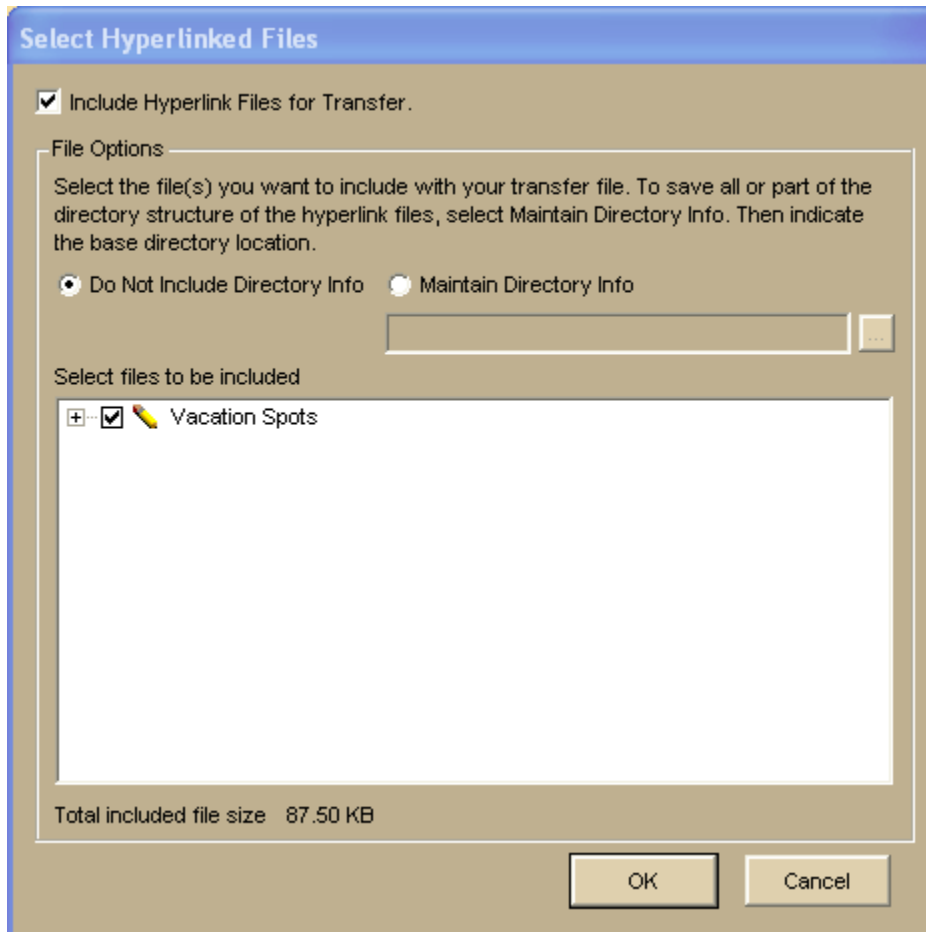 Select Hyperlinked Files
Include Hyperlink Files for Transfer.
File Options
Select the file(s) you want to include with your transfer file. To save all or part of the
directory structure of the hyperlink files, select Maintain Directory Info. Then indicate
the base directory location.
Do Not Include Directory Info Maintain Directory Info
...
Select files to be included
Vacation Spots
Total included file size 87.50 KB
OK Cancel